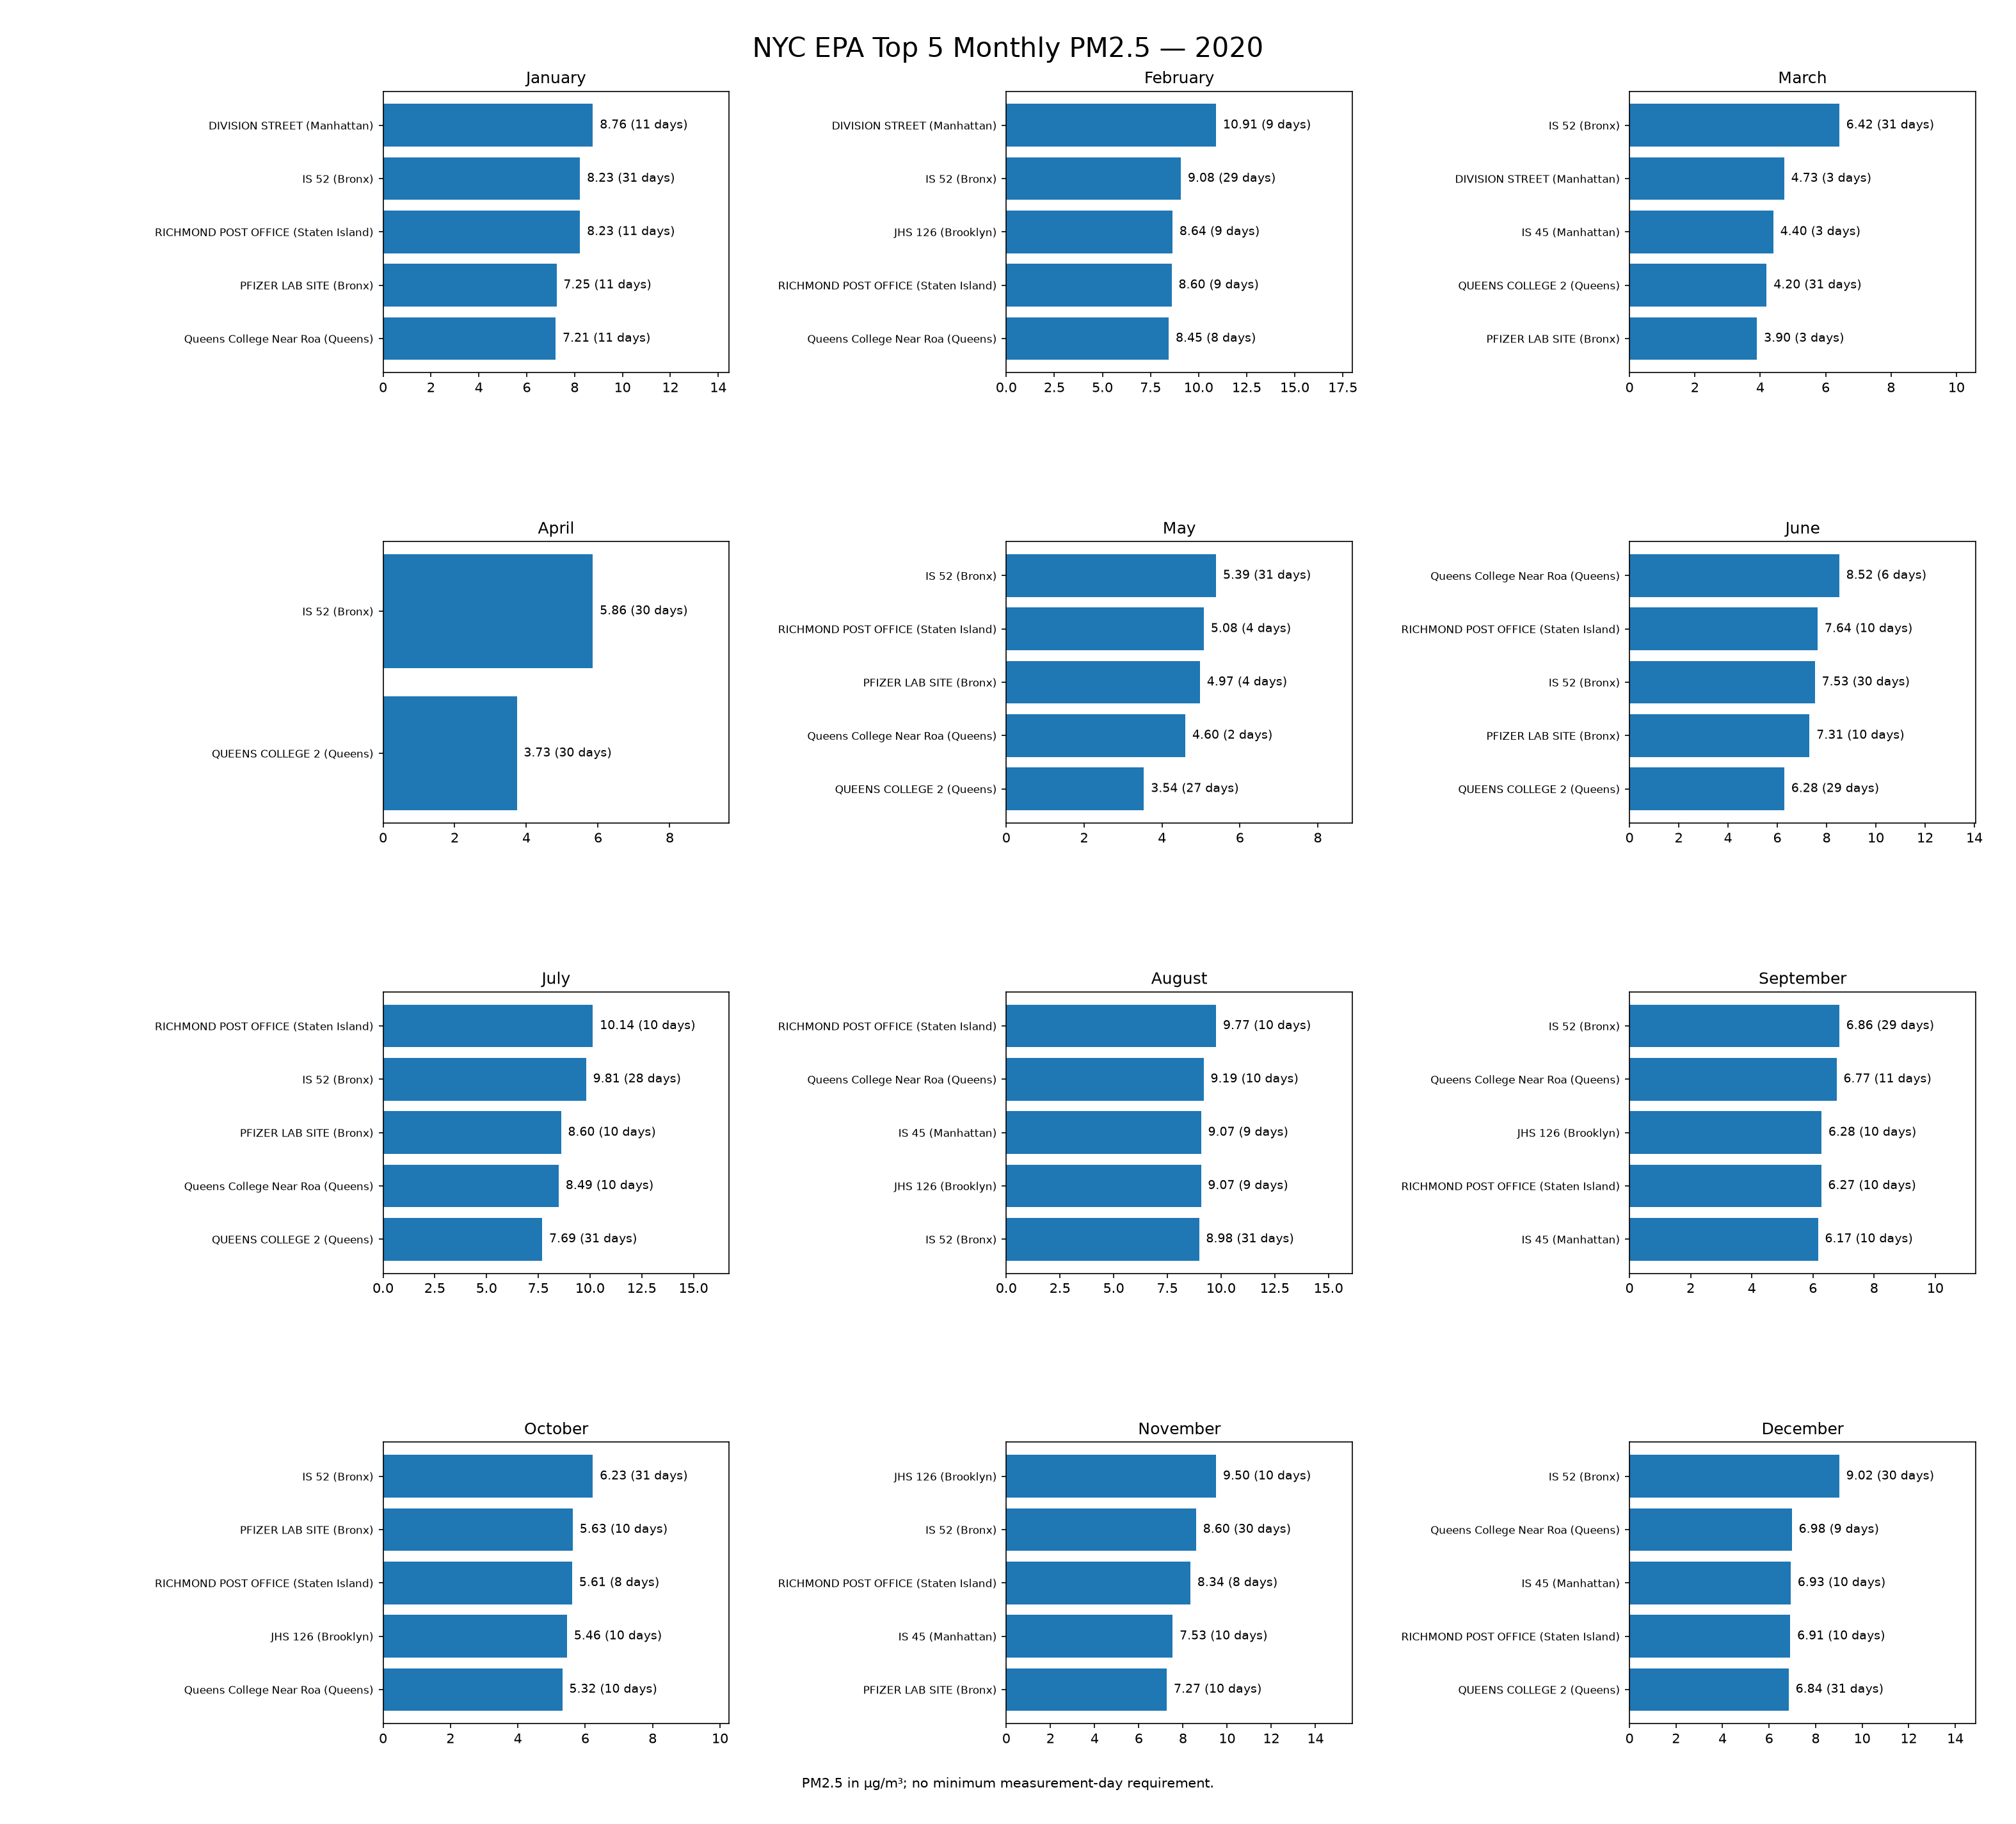 NYC EPA Top 5 Monthly PM2.5 — 2020
January
DIVISION STREET (Manhattan) 8.76 (11 days)
IS 52 (Bronx) 8.23 (31 days)
RICHMOND POST OFFICE (Staten Island) 8.23 (11 days)
PFIZER LAB SITE (Bronx) 7.25 (11 days)
Queens College Near Roa (Queens) 7.21 (11 days)
0 2 4 6 8 10 12 14
February
DIVISION STREET (Manhattan) 10.91 (9 days)
IS 52 (Bronx) 9.08 (29 days)
JHS 126 (Brooklyn) 8.64 (9 days)
RICHMOND POST OFFICE (Staten Island) 8.60 (9 days)
Queens College Near Roa (Queens) 8.45 (8 days)
0.0 2.5 5.0 7.5 10.0 12.5 15.0 17.5
March
IS 52 (Bronx) 6.42 (31 days)
DIVISION STREET (Manhattan) 4.73 (3 days)
IS 45 (Manhattan) 4.40 (3 days)
QUEENS COLLEGE 2 (Queens) 4.20 (31 days)
PFIZER LAB SITE (Bronx) 3.90 (3 days)
0 2 4 6 8 10
April
IS 52 (Bronx) 5.86 (30 days)
QUEENS COLLEGE 2 (Queens) 3.73 (30 days)
0 2 4 6 8
May
IS 52 (Bronx) 5.39 (31 days)
RICHMOND POST OFFICE (Staten Island) 5.08 (4 days)
PFIZER LAB SITE (Bronx) 4.97 (4 days)
Queens College Near Roa (Queens) 4.60 (2 days)
QUEENS COLLEGE 2 (Queens) 3.54 (27 days)
0 2 4 6 8
June
Queens College Near Roa (Queens) 8.52 (6 days)
RICHMOND POST OFFICE (Staten Island) 7.64 (10 days)
IS 52 (Bronx) 7.53 (30 days)
PFIZER LAB SITE (Bronx) 7.31 (10 days)
QUEENS COLLEGE 2 (Queens) 6.28 (29 days)
0 2 4 6 8 10 12 14
July
RICHMOND POST OFFICE (Staten Island) 10.14 (10 days)
IS 52 (Bronx) 9.81 (28 days)
PFIZER LAB SITE (Bronx) 8.60 (10 days)
Queens College Near Roa (Queens) 8.49 (10 days)
QUEENS COLLEGE 2 (Queens) 7.69 (31 days)
0.0 2.5 5.0 7.5 10.0 12.5 15.0
August
RICHMOND POST OFFICE (Staten Island) 9.77 (10 days)
Queens College Near Roa (Queens) 9.19 (10 days)
IS 45 (Manhattan) 9.07 (9 days)
JHS 126 (Brooklyn) 9.07 (9 days)
IS 52 (Bronx) 8.98 (31 days)
0.0 2.5 5.0 7.5 10.0 12.5 15.0
September
IS 52 (Bronx) 6.86 (29 days)
Queens College Near Roa (Queens) 6.77 (11 days)
JHS 126 (Brooklyn) 6.28 (10 days)
RICHMOND POST OFFICE (Staten Island) 6.27 (10 days)
IS 45 (Manhattan) 6.17 (10 days)
0 2 4 6 8 10
October
IS 52 (Bronx) 6.23 (31 days)
PFIZER LAB SITE (Bronx) 5.63 (10 days)
RICHMOND POST OFFICE (Staten Island) 5.61 (8 days)
JHS 126 (Brooklyn) 5.46 (10 days)
Queens College Near Roa (Queens) 5.32 (10 days)
0 2 4 6 8 10
November
JHS 126 (Brooklyn) 9.50 (10 days)
IS 52 (Bronx) 8.60 (30 days)
RICHMOND POST OFFICE (Staten Island) 8.34 (8 days)
IS 45 (Manhattan) 7.53 (10 days)
PFIZER LAB SITE (Bronx) 7.27 (10 days)
0 2 4 6 8 10 12 14
December
IS 52 (Bronx) 9.02 (30 days)
Queens College Near Roa (Queens) 6.98 (9 days)
IS 45 (Manhattan) 6.93 (10 days)
RICHMOND POST OFFICE (Staten Island) 6.91 (10 days)
QUEENS COLLEGE 2 (Queens) 6.84 (31 days)
0 2 4 6 8 10 12 14
PM2.5 in µg/m³; no minimum measurement-day requirement.